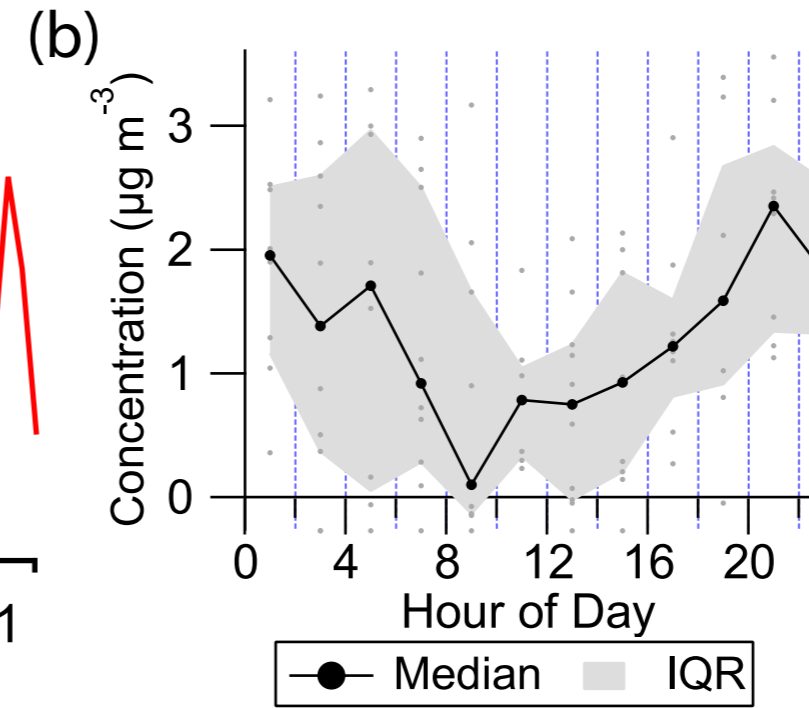 (b)
Concentration (µg m⁻³)
3
2
1
0
0 4 8 12 16 20
1
Hour of Day
Median IQR